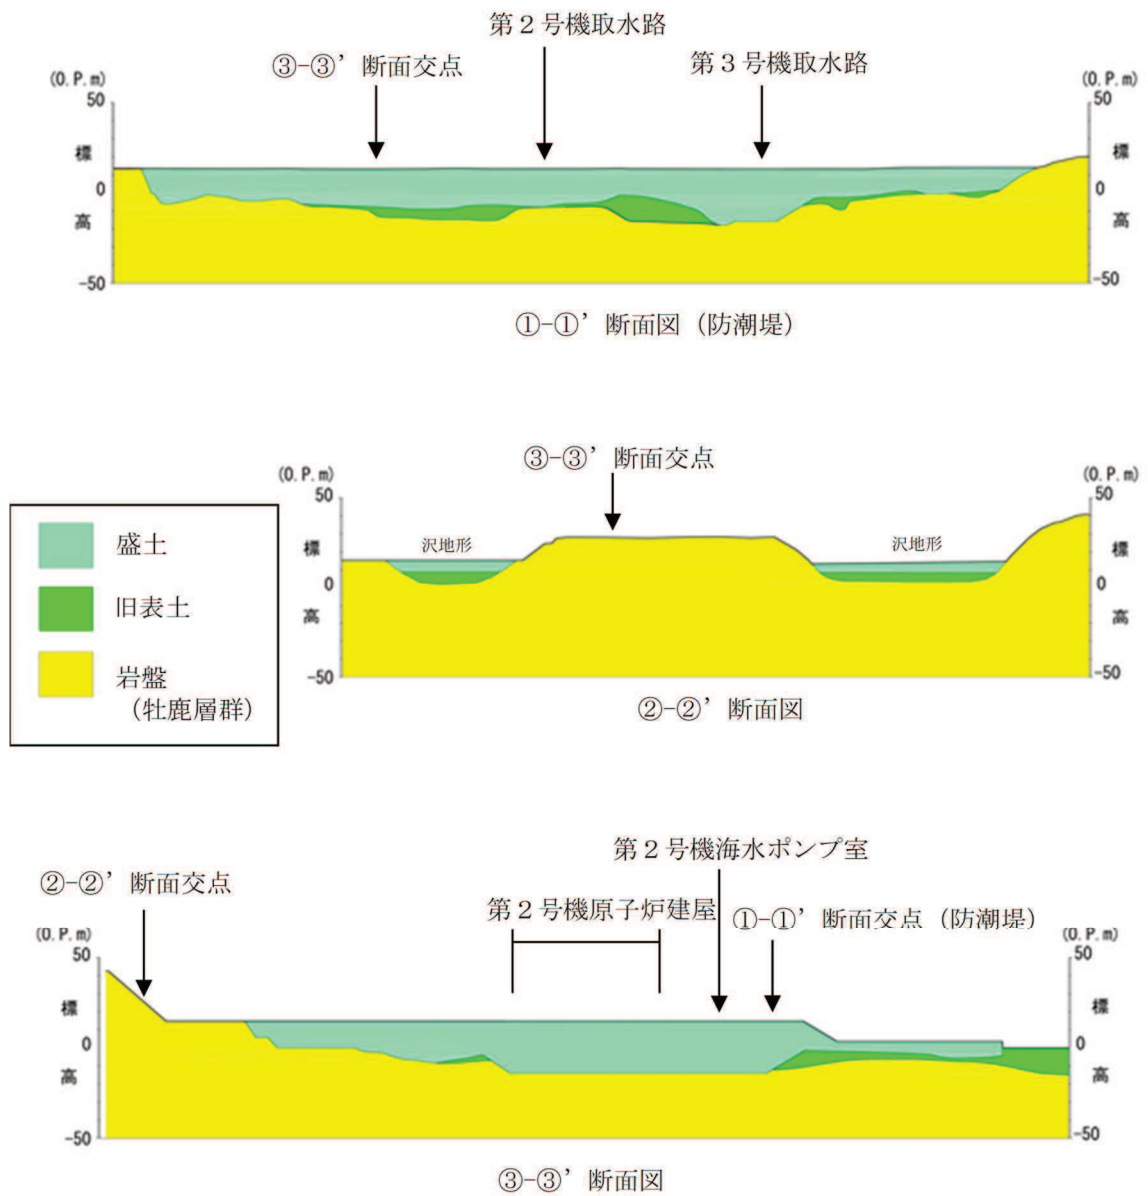 第２号機取水路
③-③’ 断面交点
第３号機取水路
(O.P.m)
(O.P.m)
50
50
標
標
0
0
高
高
-50
-50
①-①’ 断面図（防潮堤）
③-③’ 断面交点
(O.P.m)
(O.P.m)
50
50
標
沢地形
沢地形
標
0
0
高
高
-50
-50
②-②’ 断面図
盛土
旧表土
岩盤
（牡鹿層群）
第２号機海水ポンプ室
②-②’ 断面交点
第２号機原子炉建屋
①-①’ 断面交点（防潮堤）
(O.P.m)
(O.P.m)
50
50
標
標
0
0
高
高
-50
-50
③-③’ 断面図